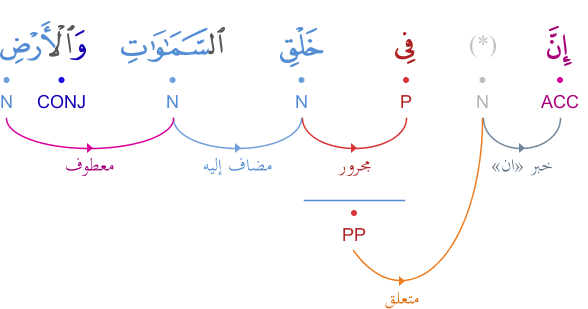 إِنَّ (*) فِى خَلْقِ ٱلسَّمَـٰوَٰتِ وَٱلْأَرْضِ
ACC N P N N CONJ N
خبر «ان» مجرور مضاف إليه معطوف
PP
متعلق